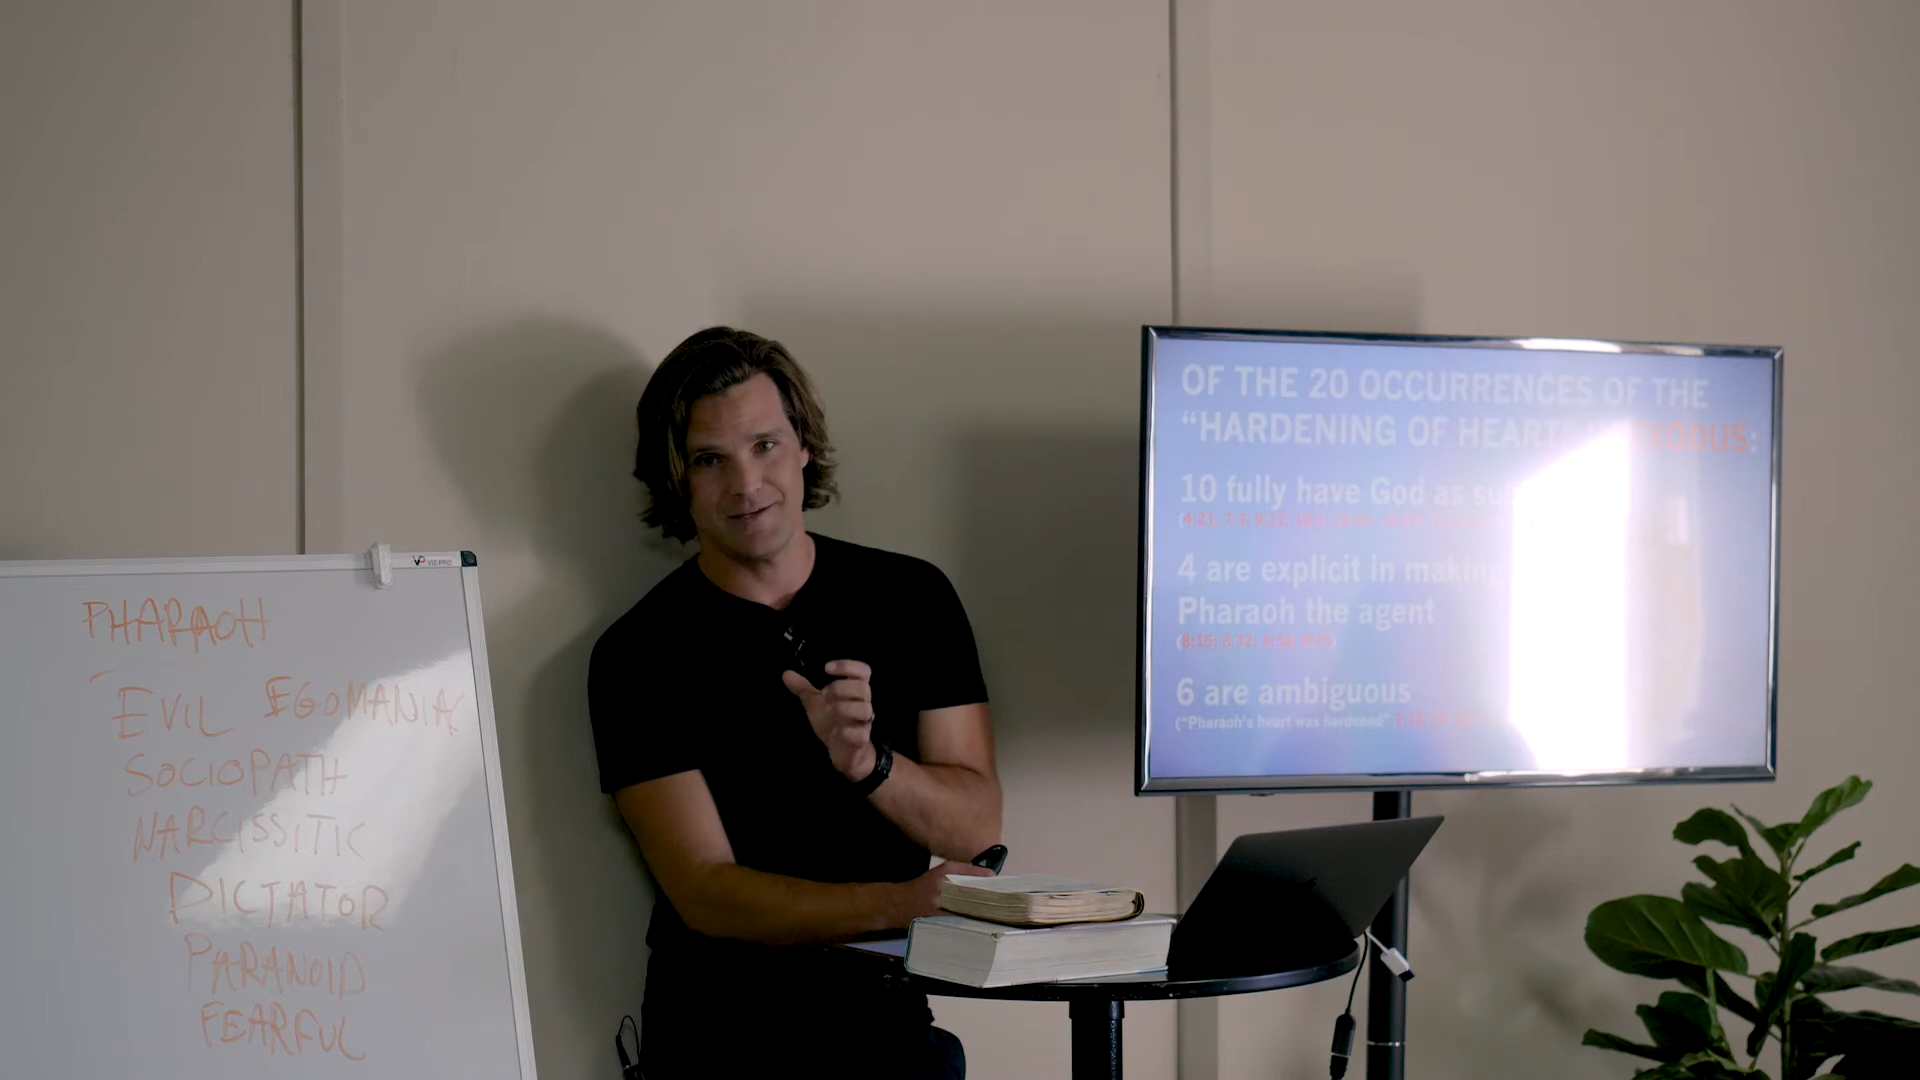 PHARAOH
EVIL EGOMANIAC
SOCIOPATH
NARCISSITIC
DICTATOR
PARANOID
FEARFUL
VIZ-PRO
OF THE 20 OCCURRENCES OF THE
“HARDENING OF HEART EXODUS:
10 fully have God as
4 are explicit in making
Pharaoh the agent
6 are ambiguous
(“Pharaoh’s heart was hardened”